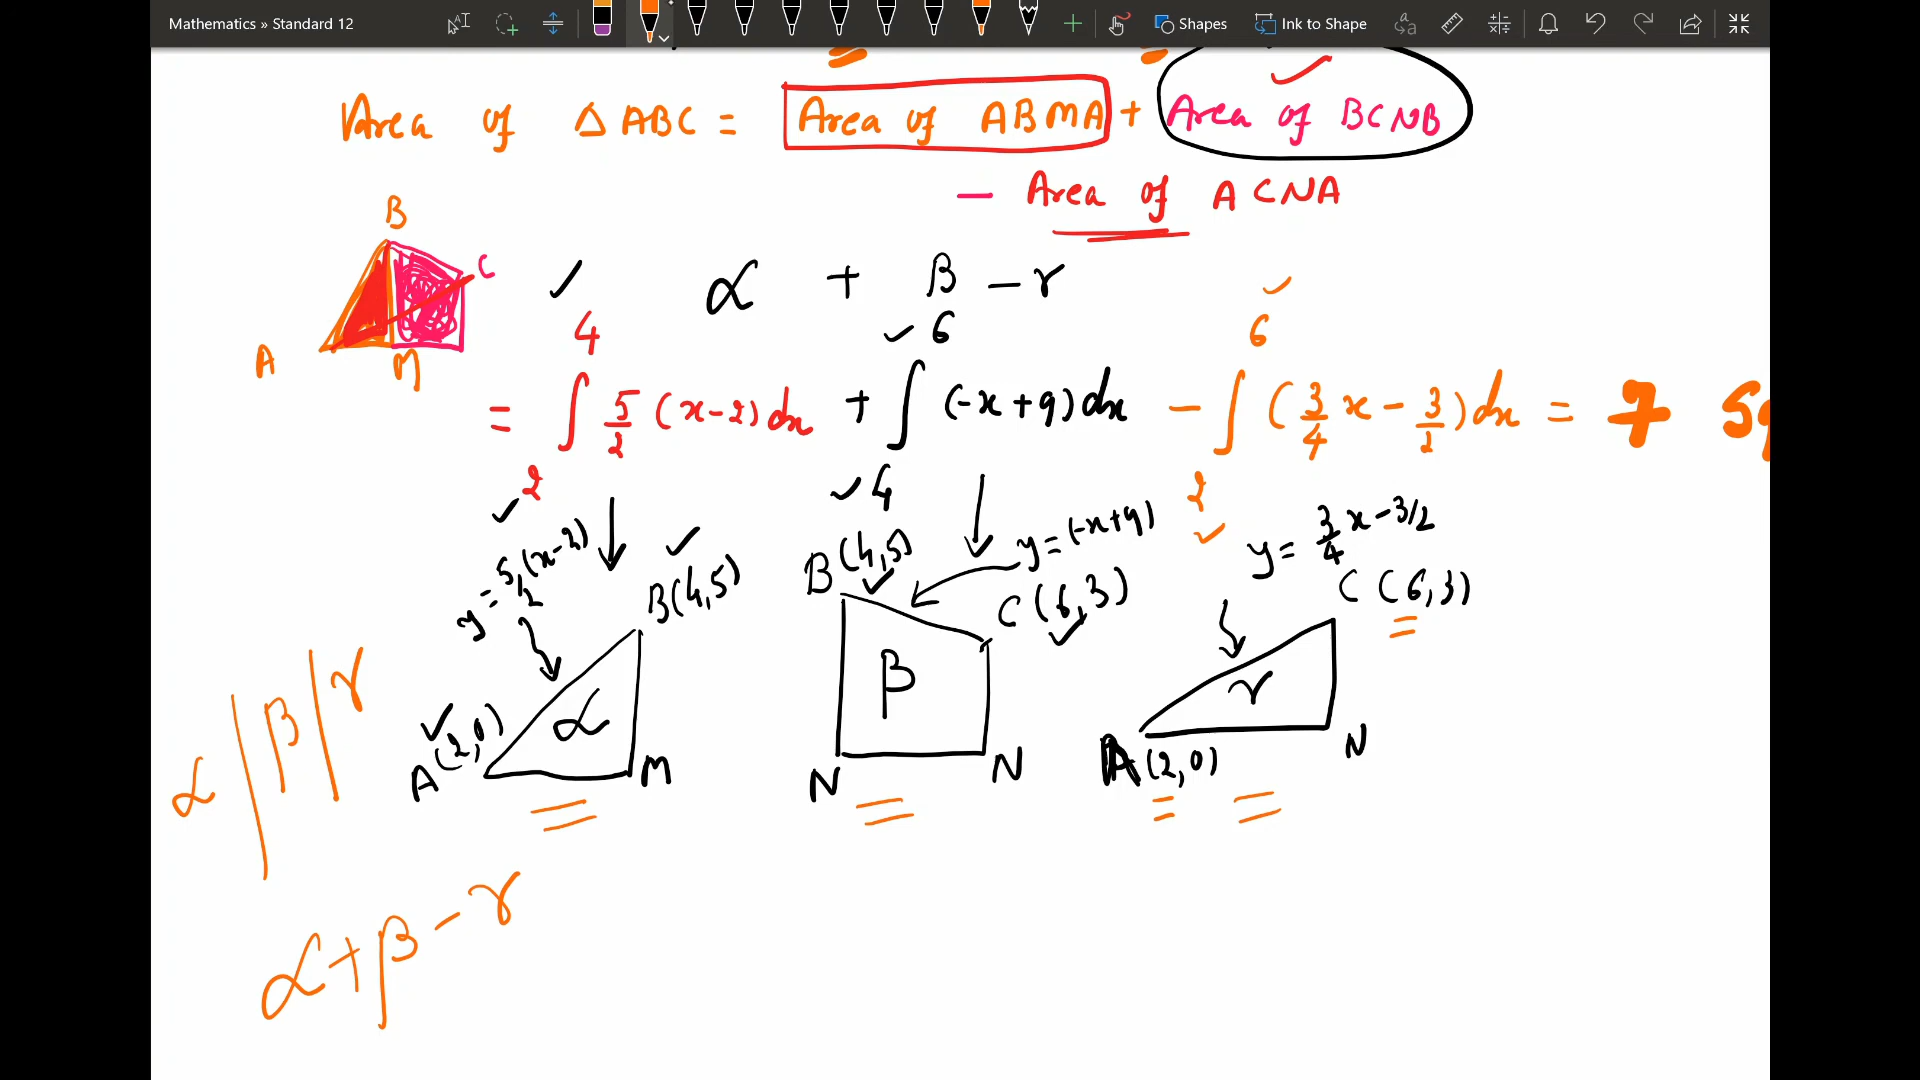 Mathematics » Standard 12
Shapes
Ink to Shape
Area of Δ ABC = Area of ABMA + Area of BCNB
— Area of ACNA
B
C
A
M
α + β − r
4
6
6
= ∫ 5/2 (x-2)dx + ∫ (-x+9)dx − ∫ (3/4 x − 3/2)dx = 7 Sq
2
4
2
y = 5/2 (x-2)
B(4,5)
A(2,0)
α
M
B(4,5)
y = (-x+9)
C(6,3)
β
N
N
y = 3/4 x - 3/2
C (6,3)
r
A(2,0)
N
α | β | r
α + β − r